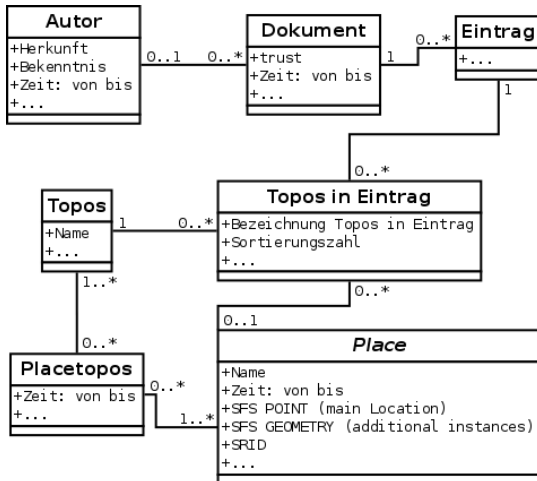 Autor
+Herkunft
+Bekenntnis
+Zeit: von bis
+...
0..1
0..*
Dokument
+trust
+Zeit: von bis
+...
1
0..*
Eintrag
+...
1
0..*
Topos
+Name
+...
1
0..*
Topos in Eintrag
+Bezeichnung Topos in Eintrag
+Sortierungszahl
+...
1..*
0..*
0..*
0..1
Placetopos
+Zeit: von bis
+...
0..*
1..*
Place
+Name
+Zeit: von bis
+SFS POINT (main Location)
+SFS GEOMETRY (additional instances)
+SRID
+...